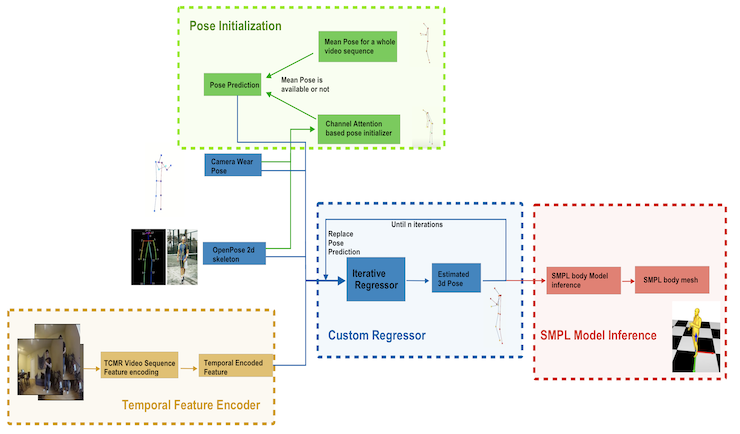 Pose Initialization
Mean Pose for a whole
video sequence
Pose Prediction
Mean Pose is
available or not
Channel Attention
based pose initializer
Camera Wear
Pose
OpenPose 2d
skeleton
Until n iterations
Replace
Pose
Prediction
Iterative
Regressor
Estimated
3d Pose
Custom Regressor
SMPL body Model
inference
SMPL body mesh
SMPL Model Inference
TCMR Video Sequence
Feature encoding
Temporal Encoded
Feature
Temporal Feature Encoder